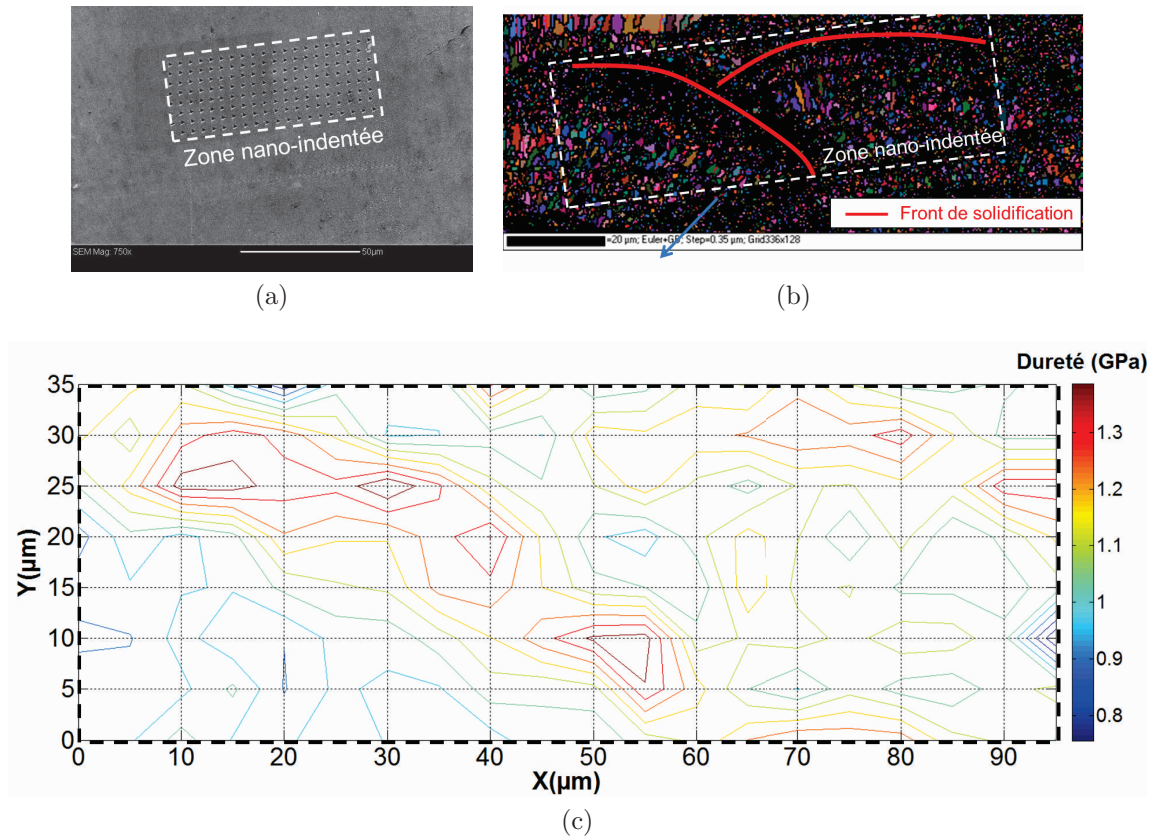 Zone nano-indentée
SEM Mag: 750x
50µm
(a)
Zone nano-indentée
Front de solidification
=20 µm; Euler+GB; Step=0.35 µm; Grid336x128
(b)
Dureté (GPa)
35
30
25
20
15
10
5
0
Y(µm)
0 10 20 30 40 50 60 70 80 90
X(µm)
1.3
1.2
1.1
1
0.9
0.8
(c)